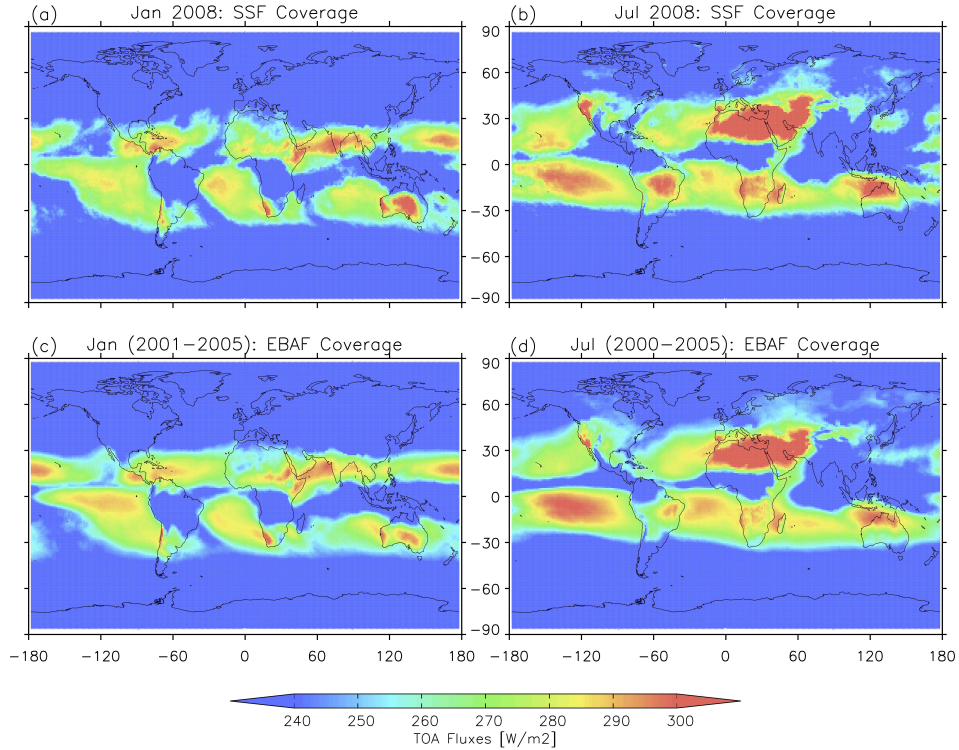 (a) Jan 2008: SSF Coverage
(b) Jul 2008: SSF Coverage
90
60
30
0
−30
−60
−90
(c) Jan (2001−2005): EBAF Coverage
(d) Jul (2000−2005): EBAF Coverage
90
60
30
0
−30
−60
−90
−180 −120 −60 0 60 120 180
−180 −120 −60 0 60 120 180
240 250 260 270 280 290 300
TOA Fluxes [W/m2]